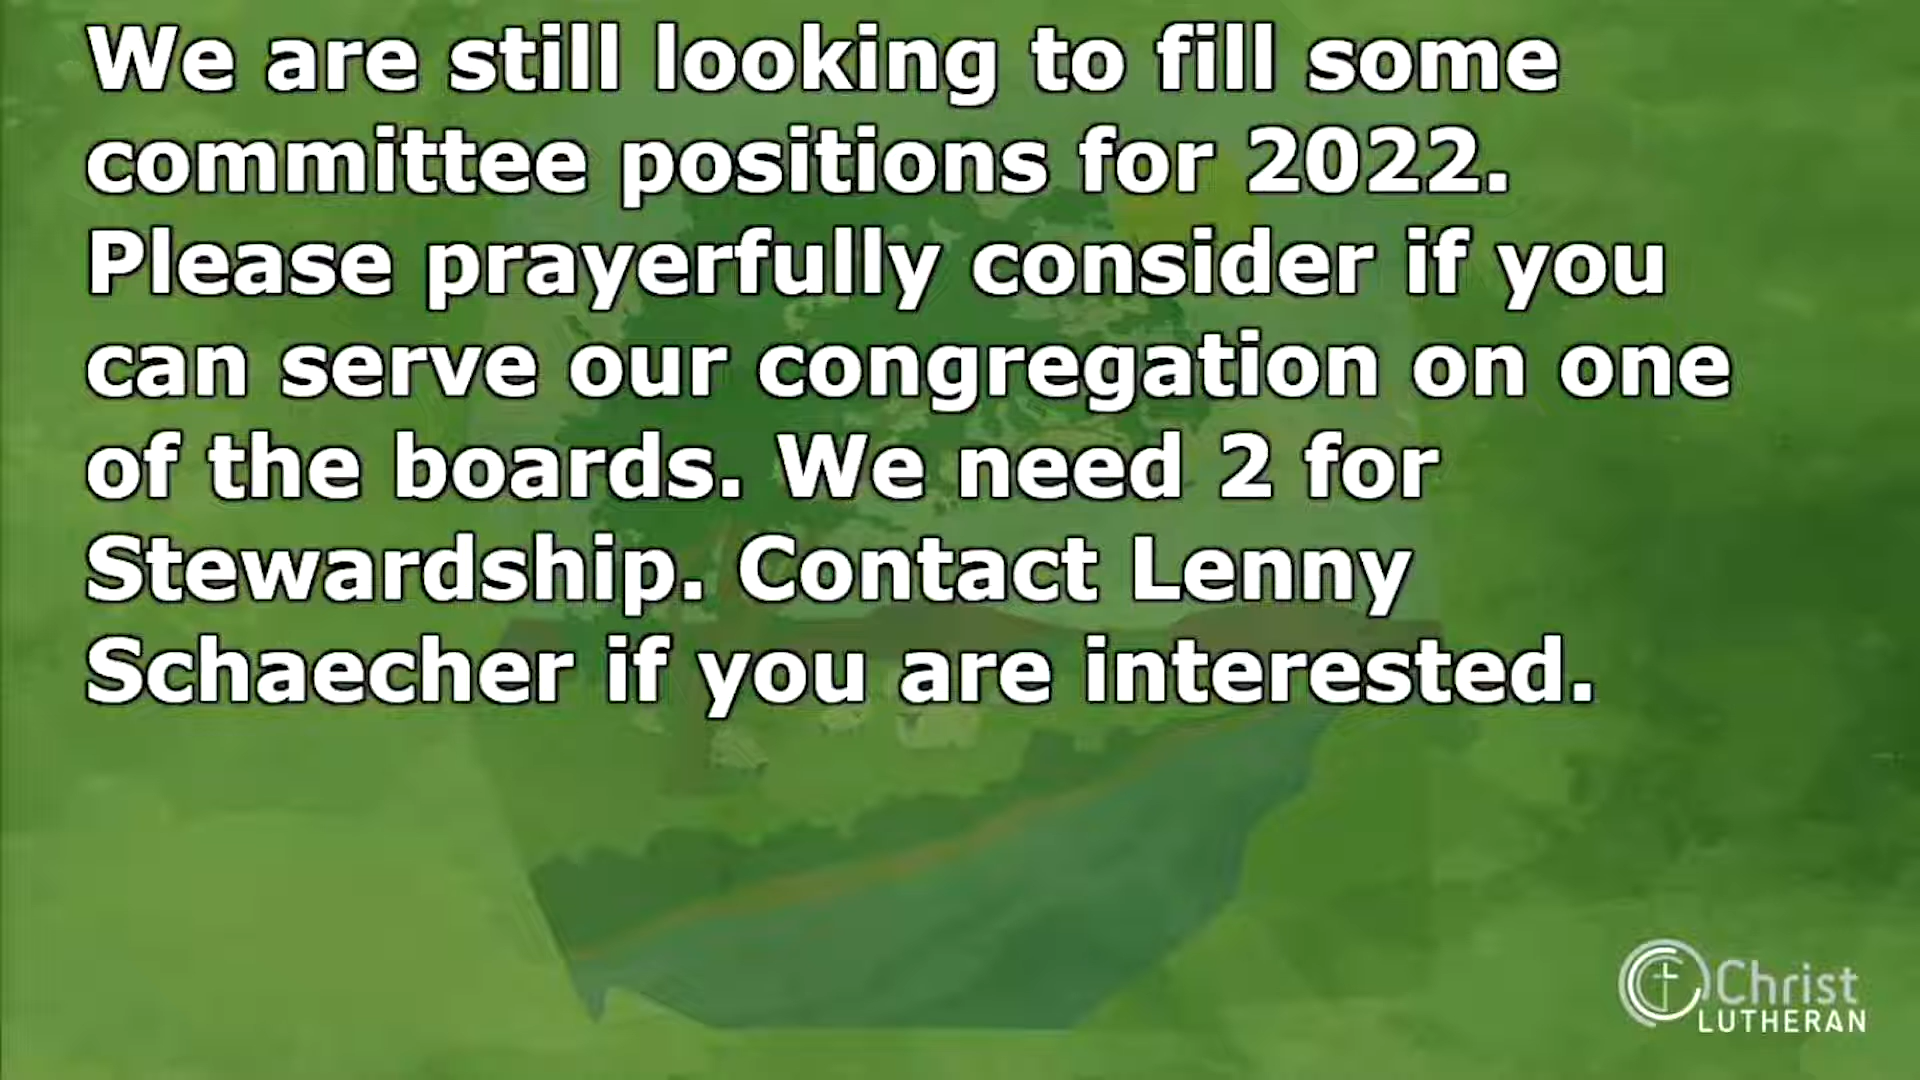 We are still looking to fill some
committee positions for 2022.
Please prayerfully consider if you
can serve our congregation on one
of the boards. We need 2 for
Stewardship. Contact Lenny
Schaecher if you are interested.
Christ
LUTHERAN